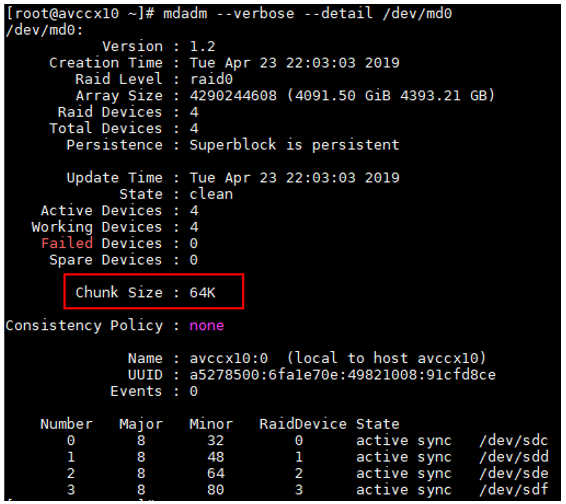 [root@avccx10 ~]# mdadm --verbose --detail /dev/md0
/dev/md0:
Version : 1.2
Creation Time : Tue Apr 23 22:03:03 2019
Raid Level : raid0
Array Size : 4290244608 (4091.50 GiB 4393.21 GB)
Raid Devices : 4
Total Devices : 4
Persistence : Superblock is persistent
Update Time : Tue Apr 23 22:03:03 2019
State : clean
Active Devices : 4
Working Devices : 4
Failed Devices : 0
Spare Devices : 0
Chunk Size : 64K
Consistency Policy : none
Name : avccx10:0  (local to host avccx10)
UUID : a5278500:6fa1e70e:49821008:91cfd8ce
Events : 0
Number   Major   Minor   RaidDevice State
0       8       32        0      active sync   /dev/sdc
1       8       48        1      active sync   /dev/sdd
2       8       64        2      active sync   /dev/sde
3       8       80        3      active sync   /dev/sdf